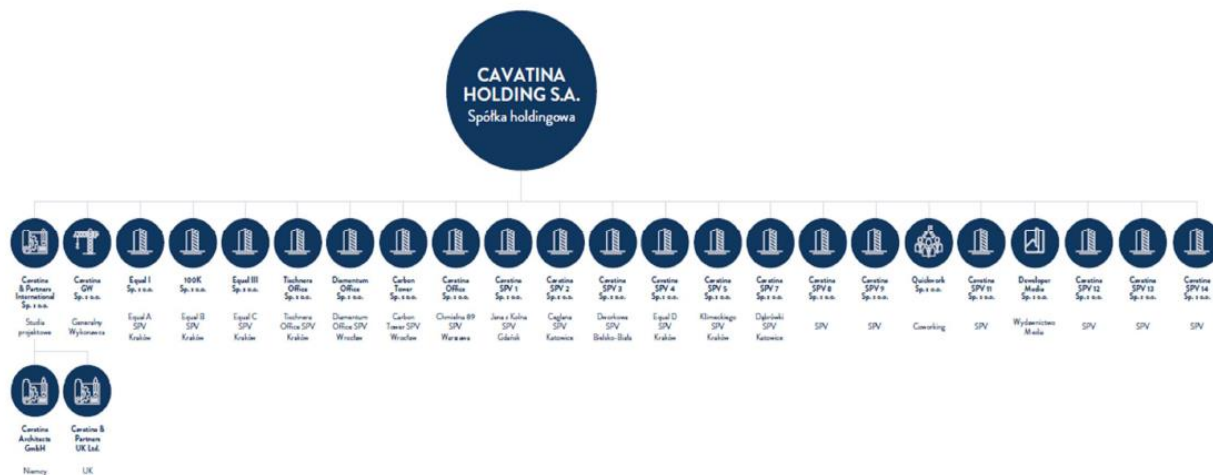 CAVATINA
HOLDING S.A.
Spółka holdingowa
Cavatina
& Partners
International
Sp. z o.o.
Studia
projektowe
Cavatina
GW
Sp. z o.o.
Generalny
Wykonawca
Equal I
Sp. z o.o.
Equal A
SPV
Kraków
100K
Sp. z o.o.
Equal B
SPV
Kraków
Equal III
Sp. z o.o.
Equal C
SPV
Kraków
Tischnera
Office
Sp. z o.o.
Tischnera
Office SPV
Kraków
Diamentum
Office
Sp. z o.o.
Diamentum
Office SPV
Wrocław
Carbon
Tower
Sp. z o.o.
Carbon
Tower SPV
Wrocław
Cavatina
Office
Sp. z o.o.
Chmielna 89
SPV
Warszawa
Cavatina
SPV 1
Sp. z o.o.
Jana z Kolna
SPV
Gdańsk
Cavatina
SPV 2
Sp. z o.o.
Ceglana
SPV
Katowice
Cavatina
SPV 3
Sp. z o.o.
Dworkowa
SPV
Bielsko-Biała
Cavatina
SPV 4
Sp. z o.o.
Equal D
SPV
Kraków
Cavatina
SPV 5
Sp. z o.o.
Klimeckiego
SPV
Kraków
Cavatina
SPV 7
Sp. z o.o.
Dąbrówki
SPV
Katowice
Cavatina
SPV 8
Sp. z o.o.
SPV
Cavatina
SPV 9
Sp. z o.o.
SPV
Quickwork
Sp. z o.o.
Coworking
Cavatina
SPV 11
Sp. z o.o.
SPV
Developer
Media
Sp. z o.o.
Wydawnictwo
Media
Cavatina
SPV 12
Sp. z o.o.
SPV
Cavatina
SPV 13
Sp. z o.o.
SPV
Cavatina
SPV 14
Sp. z o.o.
SPV
Cavatina
Architects
GmbH
Niemcy
Cavatina &
Partners
UK Ltd.
UK